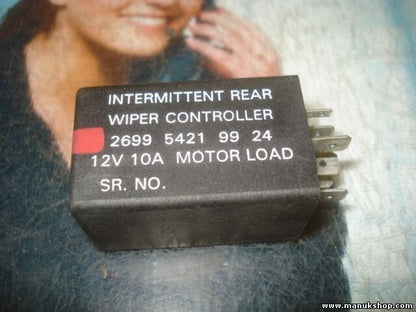 INTERMITTENT REAR
WIPER CONTROLLER
2699 5421 99 24
12V 10A MOTOR LOAD
SR. NO.
www.manukshop.com